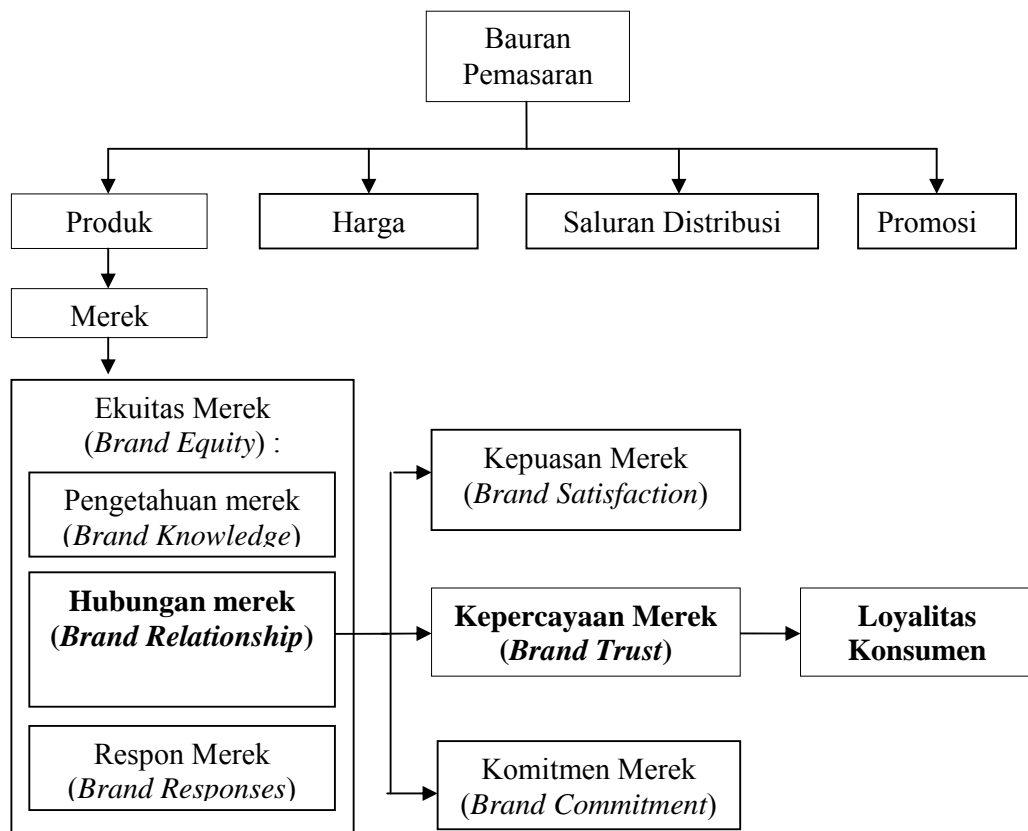 Bauran
Pemasaran
Produk
Harga
Saluran Distribusi
Promosi
Merek
Ekuitas Merek
(Brand Equity) :
Pengetahuan merek
(Brand Knowledge)
Hubungan merek
(Brand Relationship)
Respon Merek
(Brand Responses)
Kepuasan Merek
(Brand Satisfaction)
Kepercayaan Merek
(Brand Trust)
Komitmen Merek
(Brand Commitment)
Loyalitas
Konsumen